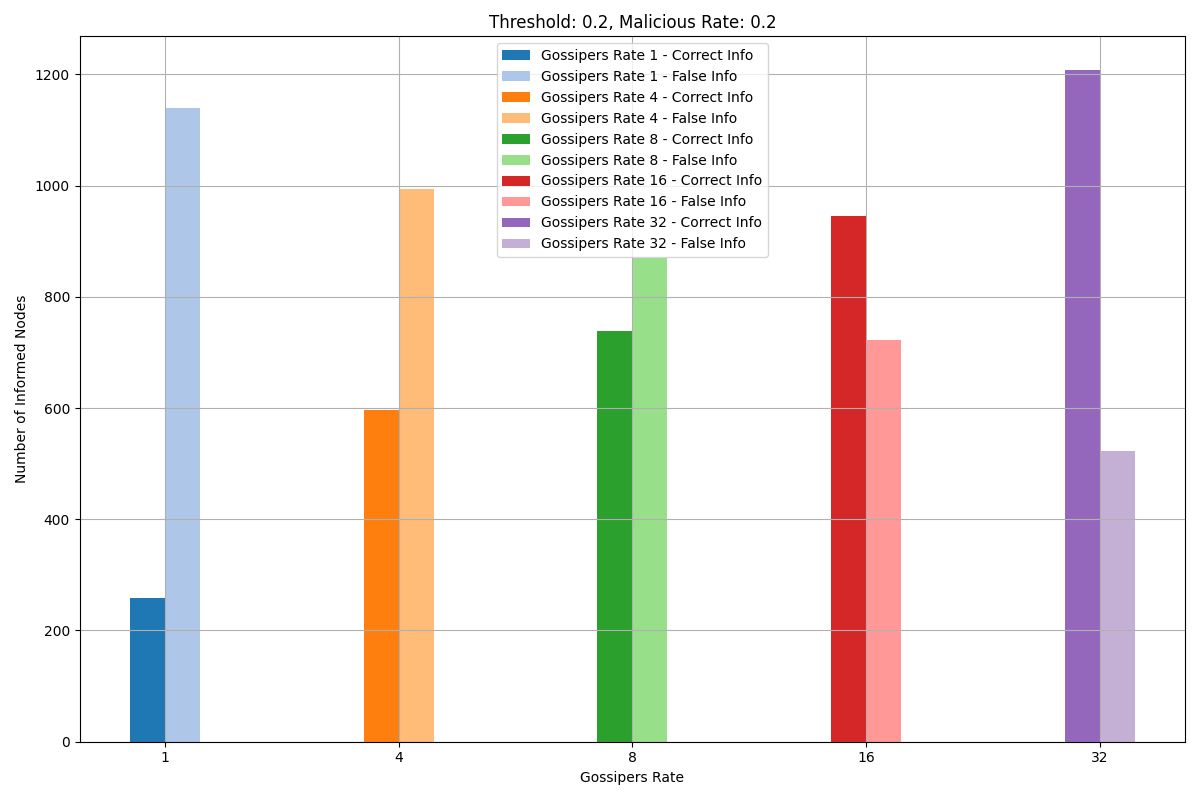 Threshold: 0.2, Malicious Rate: 0.2
Gossipers Rate 1 - Correct Info
Gossipers Rate 1 - False Info
Gossipers Rate 4 - Correct Info
Gossipers Rate 4 - False Info
Gossipers Rate 8 - Correct Info
Gossipers Rate 8 - False Info
Gossipers Rate 16 - Correct Info
Gossipers Rate 16 - False Info
Gossipers Rate 32 - Correct Info
Gossipers Rate 32 - False Info
Number of Informed Nodes
1200
1000
800
600
400
200
0
1 4 8 16 32
Gossipers Rate